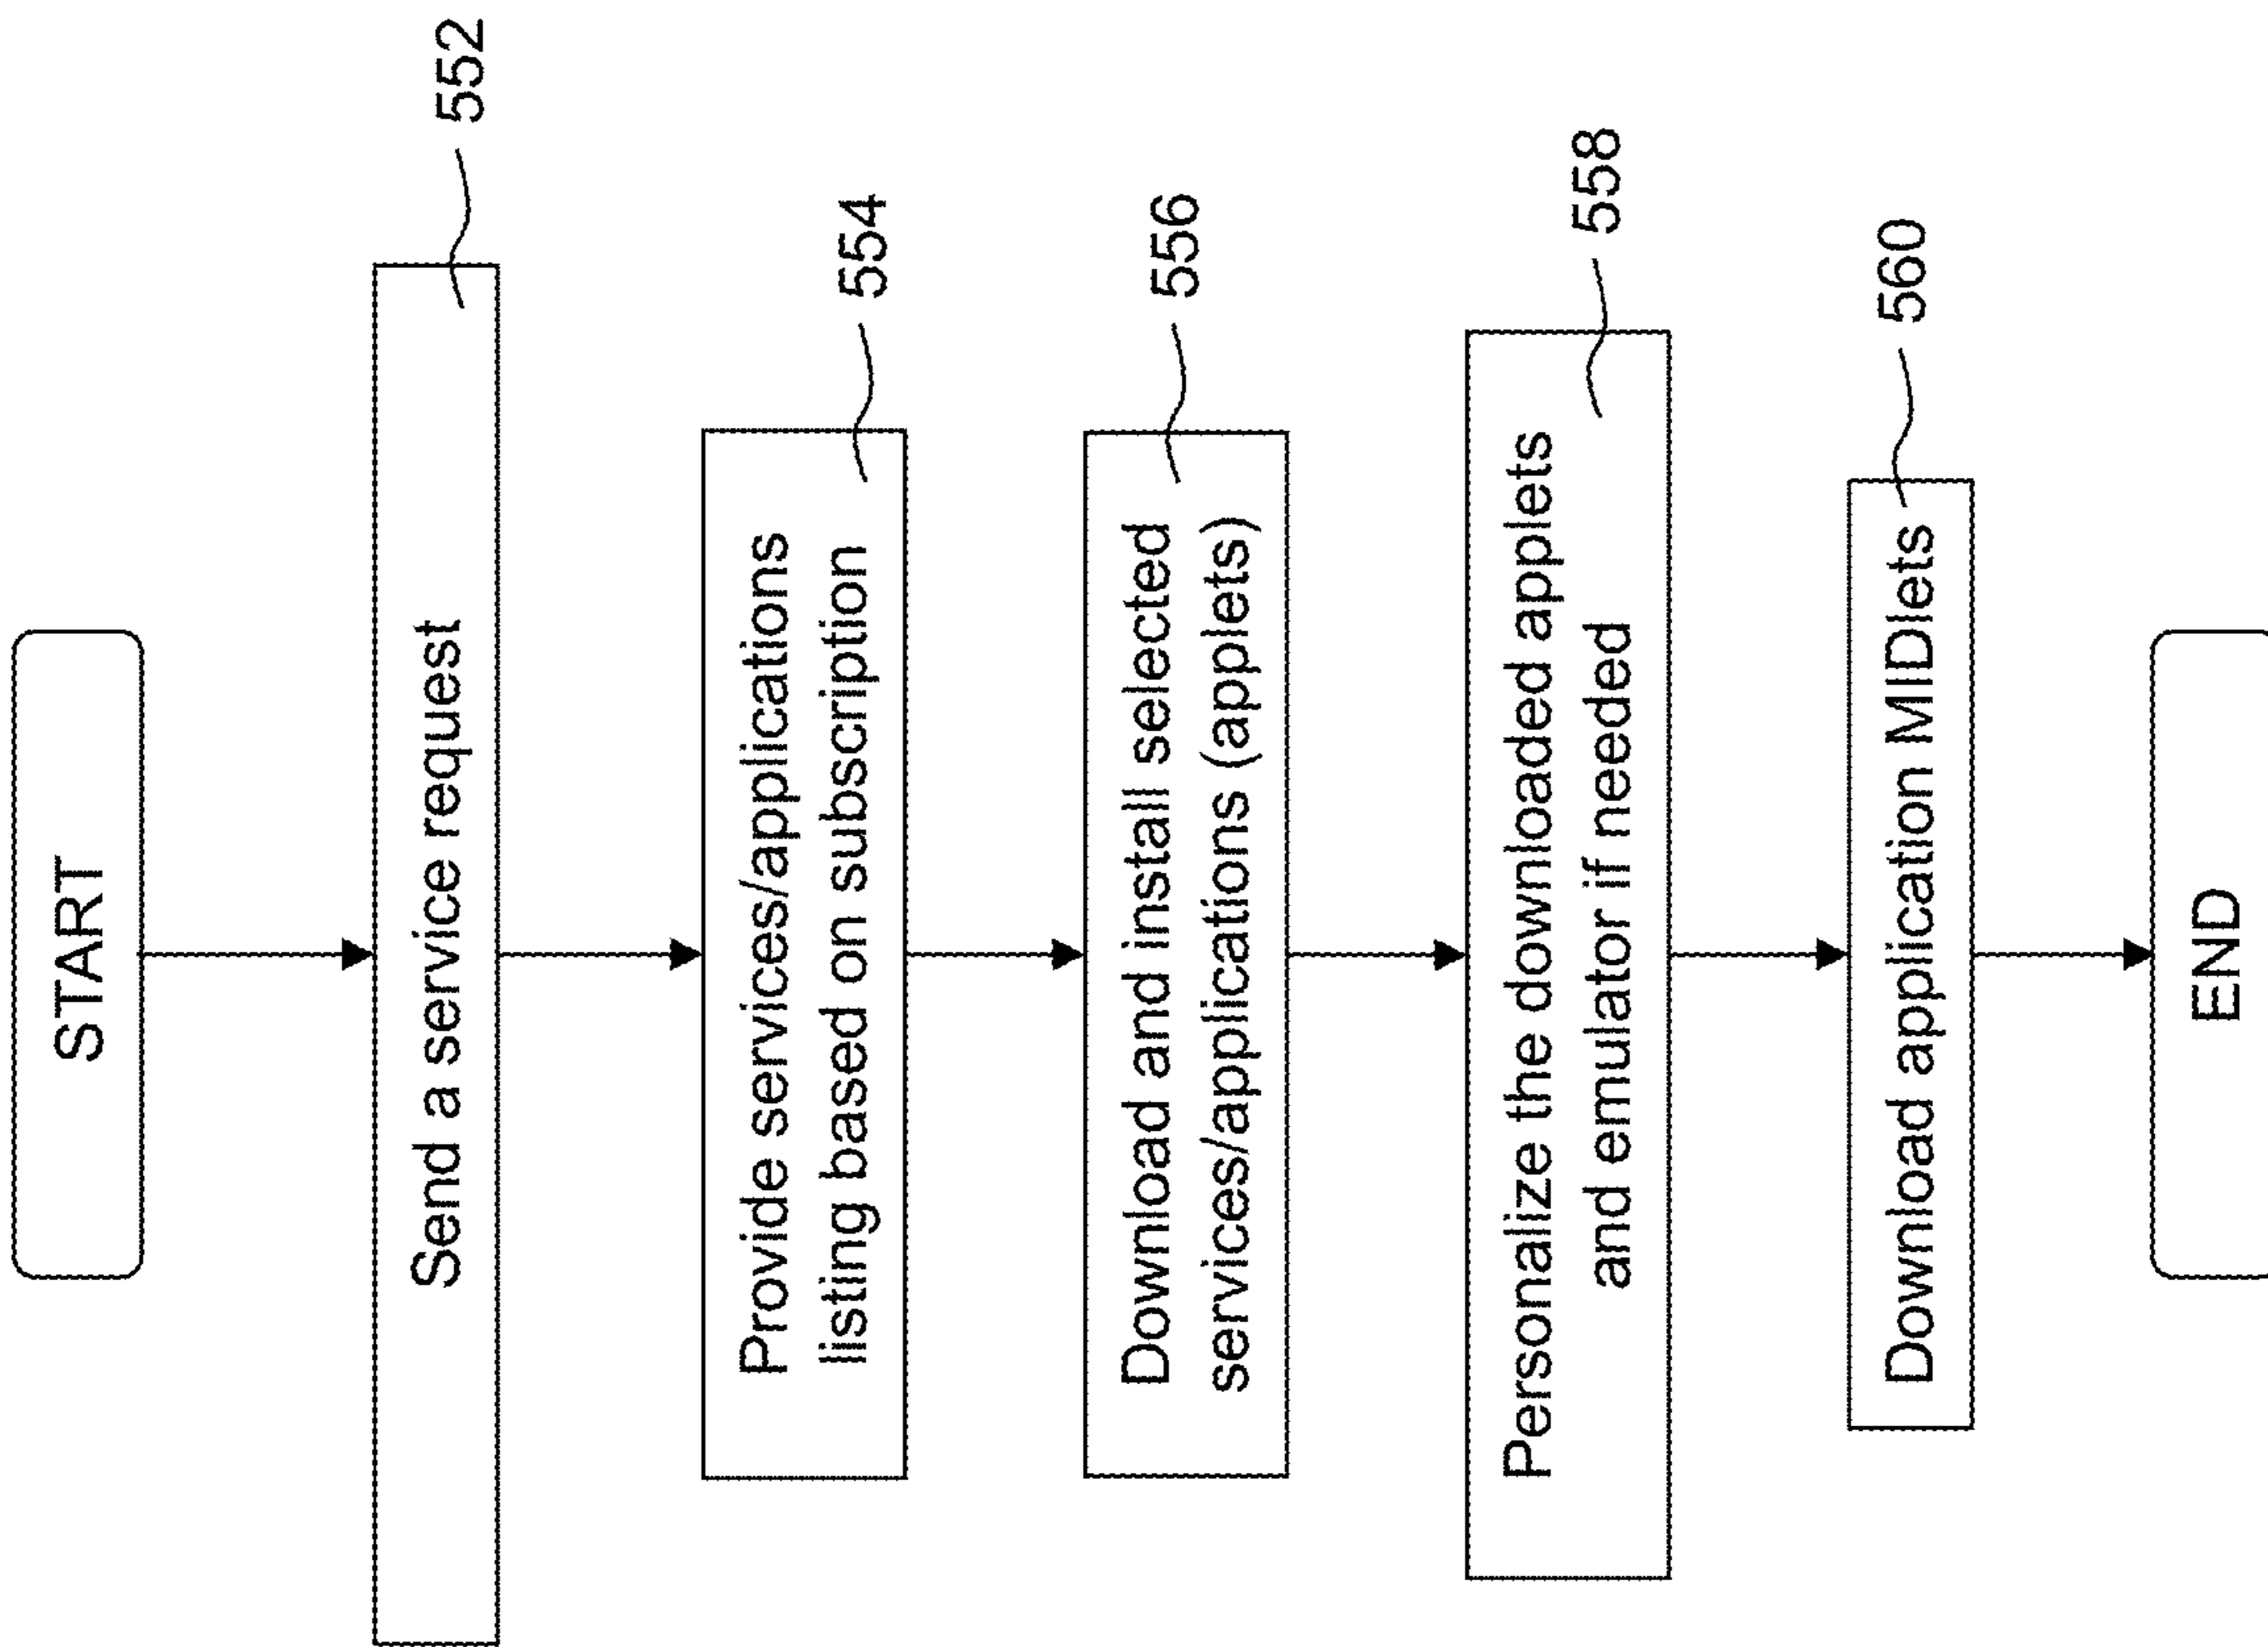 START
Send a service request
552
Provide services/applications
listing based on subscription
554
Download and install selected
services/applications (applets)
556
Personalize the downloaded applets
and emulator if needed
558
Download application MIDlets
560
END